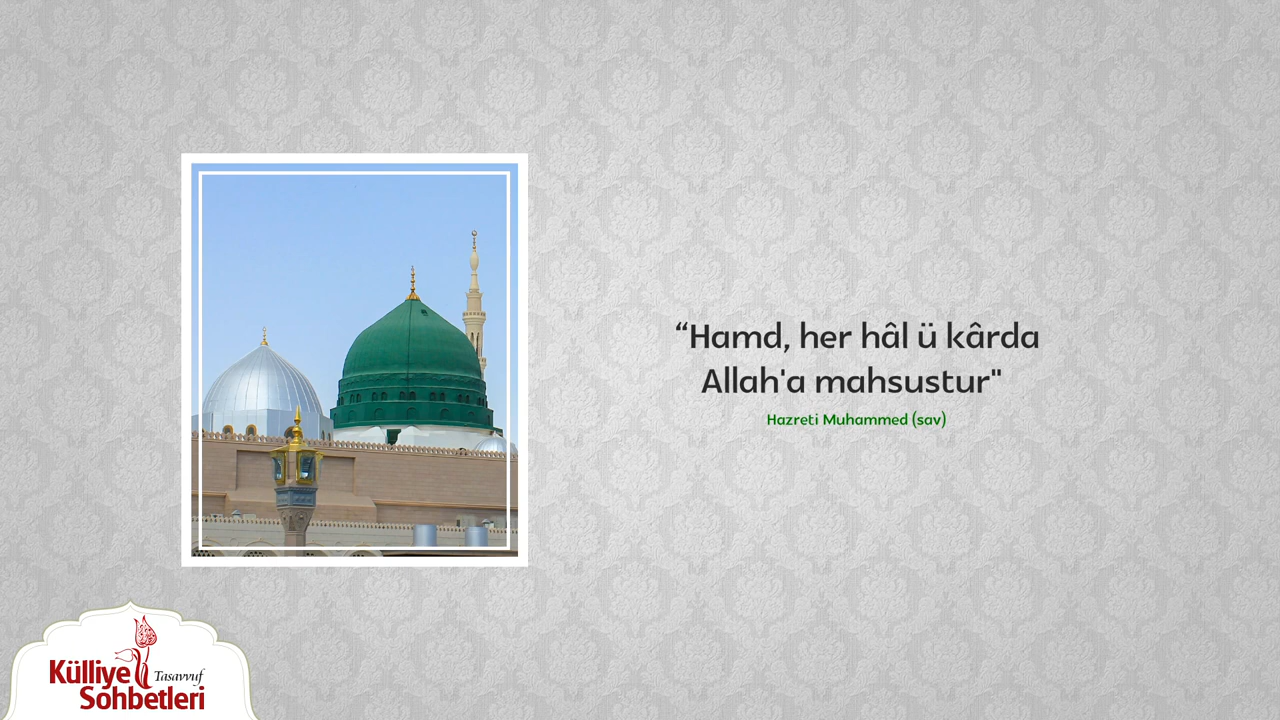 “Hamd, her hâl ü kârda
Allah'a mahsustur"
Hazreti Muhammed (sav)
Külliye Tasavvuf
Sohbetleri